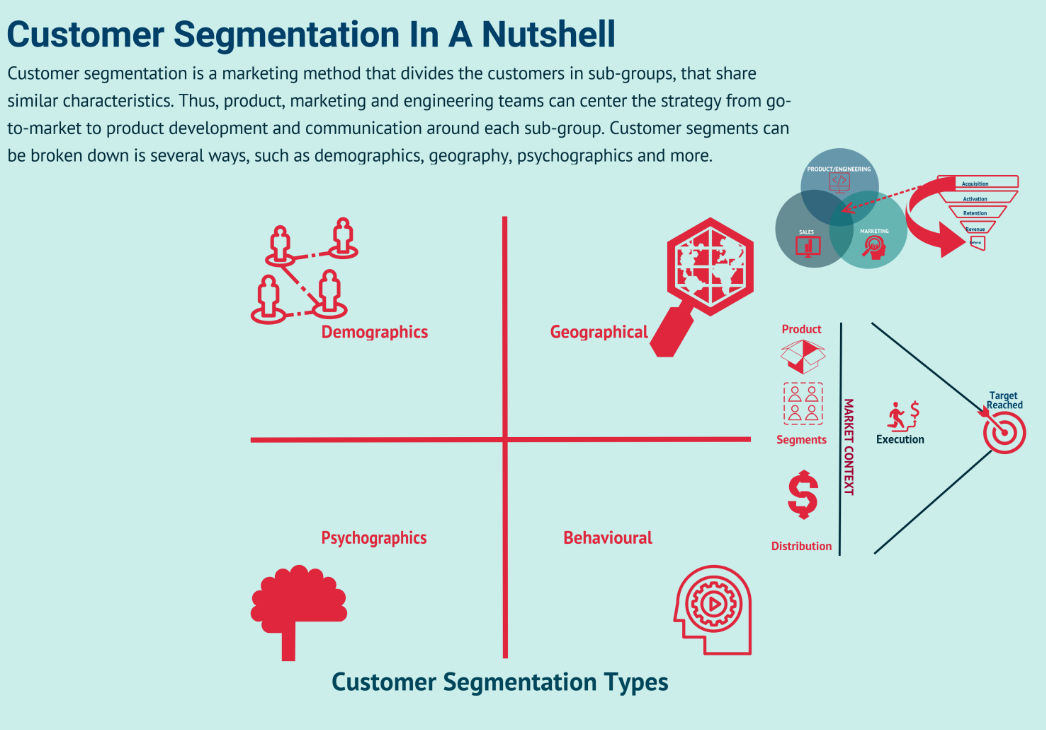 Customer Segmentation In A Nutshell
Customer segmentation is a marketing method that divides the customers in sub-groups, that share
similar characteristics. Thus, product, marketing and engineering teams can center the strategy from go-
to-market to product development and communication around each sub-group. Customer segments can
be broken down is several ways, such as demographics, geography, psychographics and more.
PRODUCT/ENGINEERING
SALES
MARKETING
Acquisition
Activation
Retention
Revenue
Demographics
Geographical
Psychographics
Behavioural
Customer Segmentation Types
Product
Segments
Distribution
MARKET CONTEXT
Execution
Target
Reached